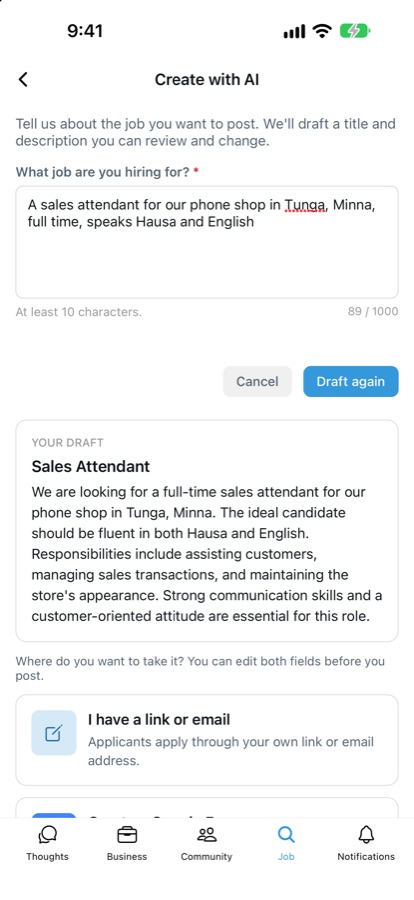 9:41
Create with AI
Tell us about the job you want to post. We'll draft a title and
description you can review and change.
What job are you hiring for? *
A sales attendant for our phone shop in Tunga, Minna,
full time, speaks Hausa and English
At least 10 characters.
89 / 1000
Cancel
Draft again
YOUR DRAFT
Sales Attendant
We are looking for a full-time sales attendant for our
phone shop in Tunga, Minna. The ideal candidate
should be fluent in both Hausa and English.
Responsibilities include assisting customers,
managing sales transactions, and maintaining the
store's appearance. Strong communication skills and a
customer-oriented attitude are essential for this role.
Where do you want to take it? You can edit both fields before you
post.
I have a link or email
Applicants apply through your own link or email
address.
Thoughts
Business
Community
Job
Notifications